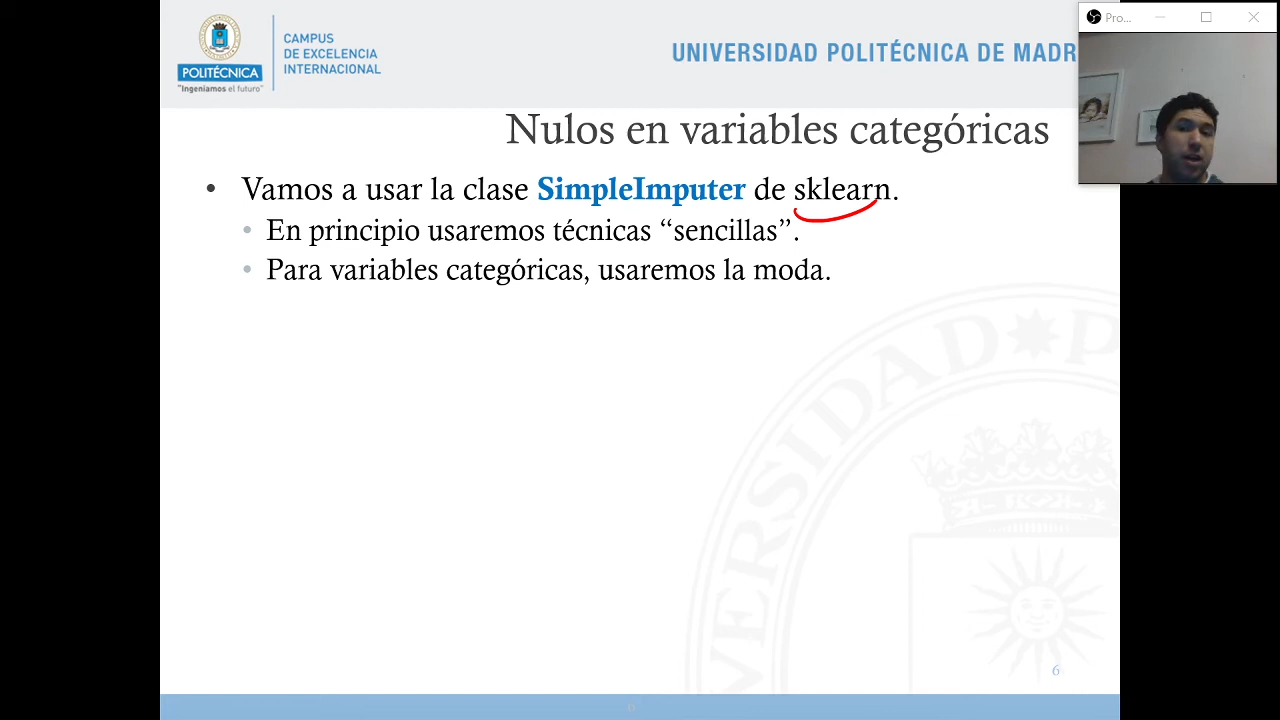 CAMPUS
DE EXCELENCIA
INTERNACIONAL
POLITÉCNICA
"Ingeniamos el futuro"
UNIVERSIDAD POLITÉCNICA DE MADR
Pro...
Nulos en variables categóricas
• Vamos a usar la clase SimpleImputer de sklearn.
• En principio usaremos técnicas “sencillas”.
• Para variables categóricas, usaremos la moda.
VERSIDAD P
6